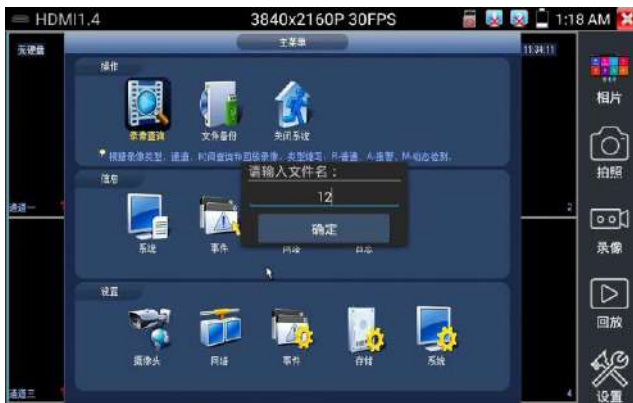 HDMI1.4
3840x2160P 30FPS
1:18 AM
主菜单
无硬盘
11:34:11
操作
录像查询
文件备份
关闭系统
根据录像类型、通道、时间查询和回放录像，类型缩写：R-普通、A-报警、M-动态检测。
请输入文件名：
12
确定
信息
系统
事件
网络
日志
通道一
2
设置
摄像头
网络
事件
存储
系统
通道三
4
相片
拍照
录像
回放
设置